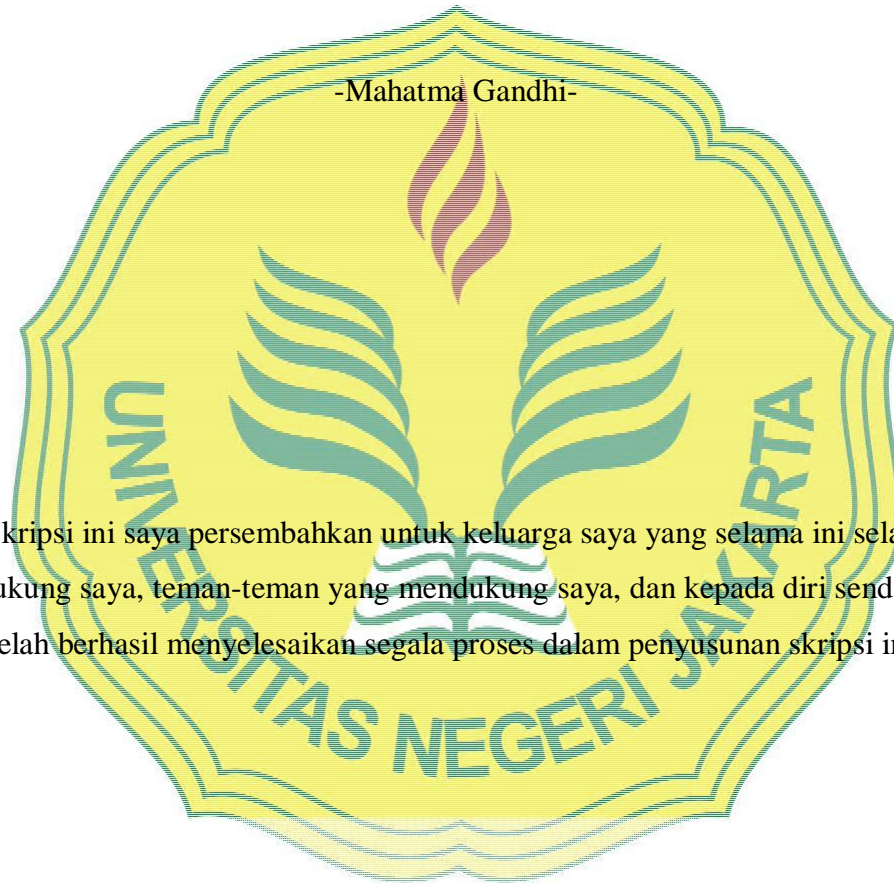 -Mahatma Gandhi-
kripsi ini saya persembahkan untuk keluarga saya yang selama ini sela
ukung saya, teman-teman yang mendukung saya, dan kepada diri send
elah berhasil menyelesaikan segala proses dalam penyusunan skripsi in
UNIVERSITAS NEGERI JAKARTA